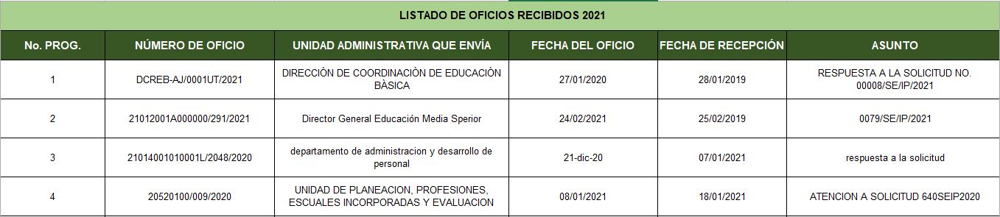 LISTADO DE OFICIOS RECIBIDOS 2021
No. PROG. NÚMERO DE OFICIO UNIDAD ADMINISTRATIVA QUE ENVÍA FECHA DEL OFICIO FECHA DE RECEPCIÓN ASUNTO
1 DCREB-AJ/0001UT/2021 DIRECCIÒN DE COORDINACIÒN DE EDUCACIÒN BÀSICA 27/01/2020 28/01/2019 RESPUESTA A LA SOLICITUD NO. 00008/SE/IP/2021
2 21012001A000000/291/2021 Director General Educación Media Sperior 24/02/2021 25/02/2019 0079/SE/IP/2021
3 21014001010001L/2048/2020 departamento de administracion y desarrollo de personal 21-dic-20 07/01/2021 respuesta a la solicitud
4 20520100/009/2020 UNIDAD DE PLANEACION, PROFESIONES, ESCUALES INCORPORADAS Y EVALUACION 08/01/2021 18/01/2021 ATENCION A SOLICITUD 640SEIP2020